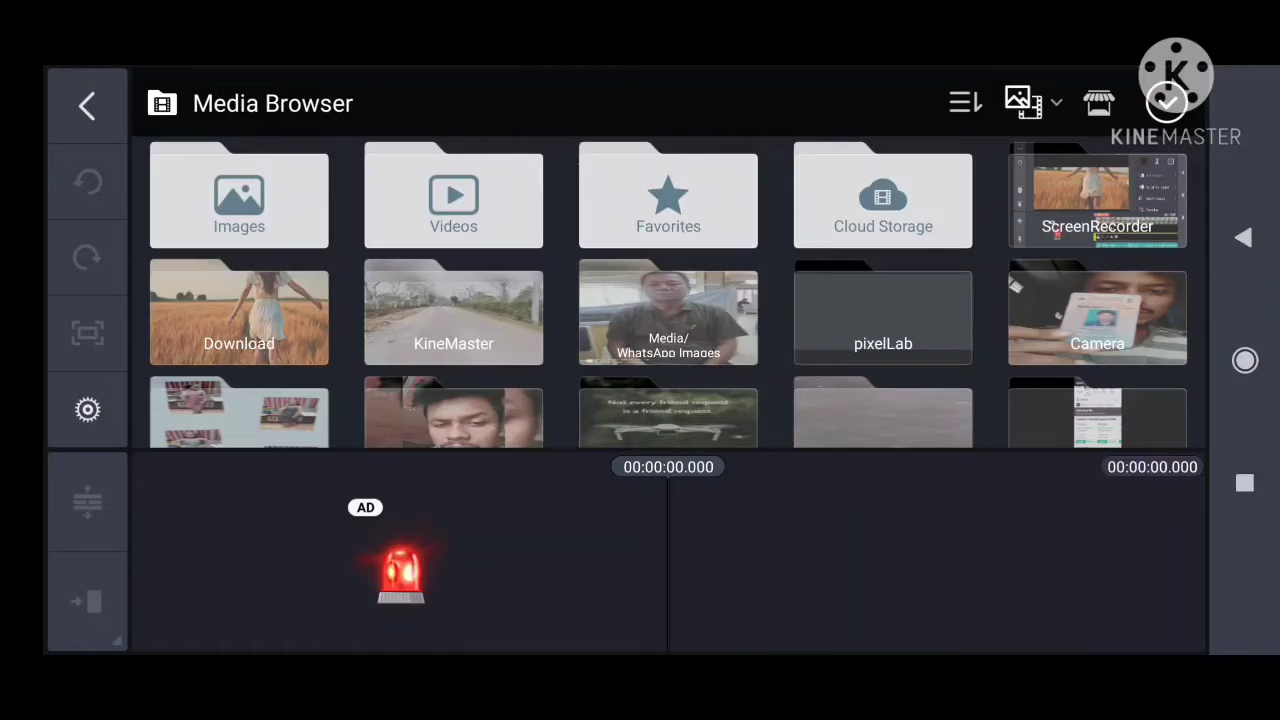 Media Browser
KINEMASTER
Images
Videos
Favorites
Cloud Storage
ScreenRecorder
Download
KineMaster
Media/
WhatsApp Images
pixelLab
Camera
Not every friend request
is a friend request.
00:00:00.000
00:00:00.000
AD